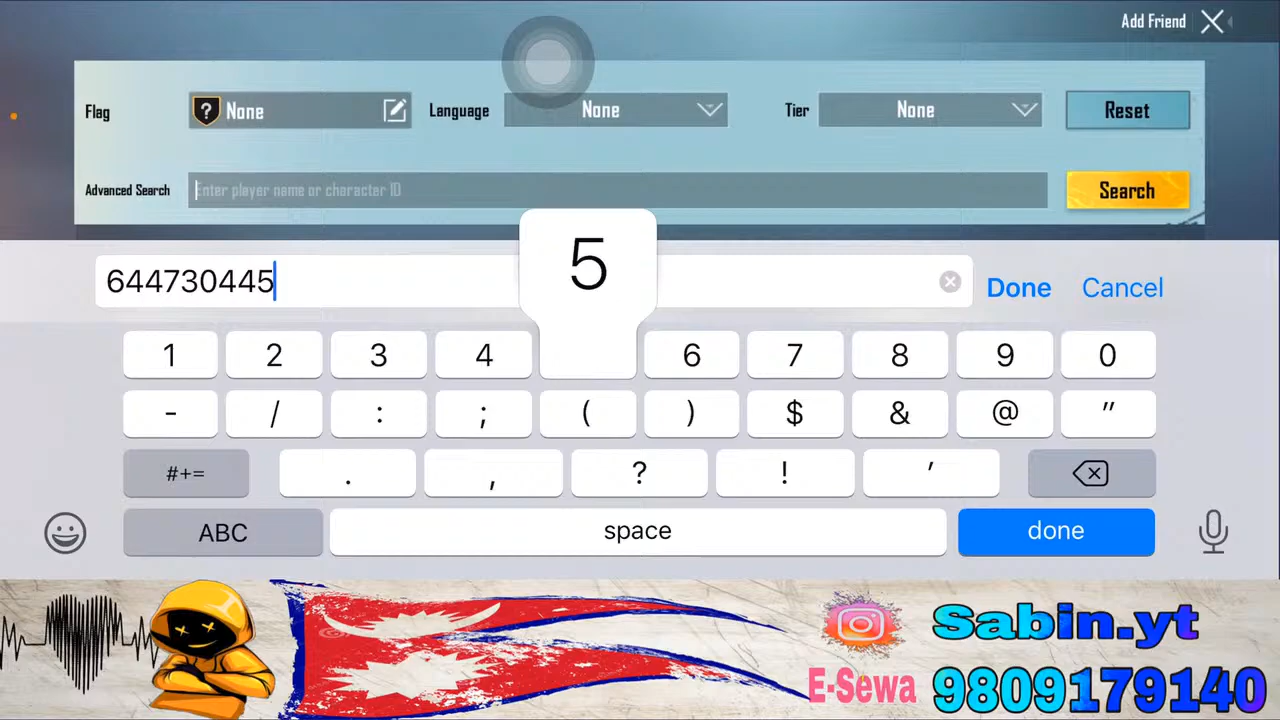 Add Friend
Flag ? None Language None Tier None Reset
Advanced Search Enter player name or character ID Search
5
644730445 Done Cancel
1 2 3 4 6 7 8 9 0
- / : ; ( ) $ & @ "
#+= . , ? ! '
ABC space done
Sabin.yt
E-Sewa 9809179140